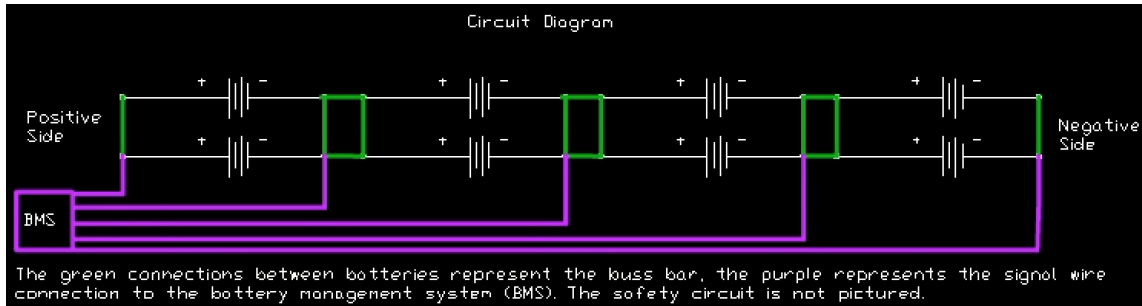 Circuit Diagram
+ - + - + - + -
Positive
Side
+ - + - + - + -
Negative
Side
BMS
The green connections between batteries represent the buss bar, the purple represents the signal wire
connection to the battery management system (BMS). The safety circuit is not pictured.